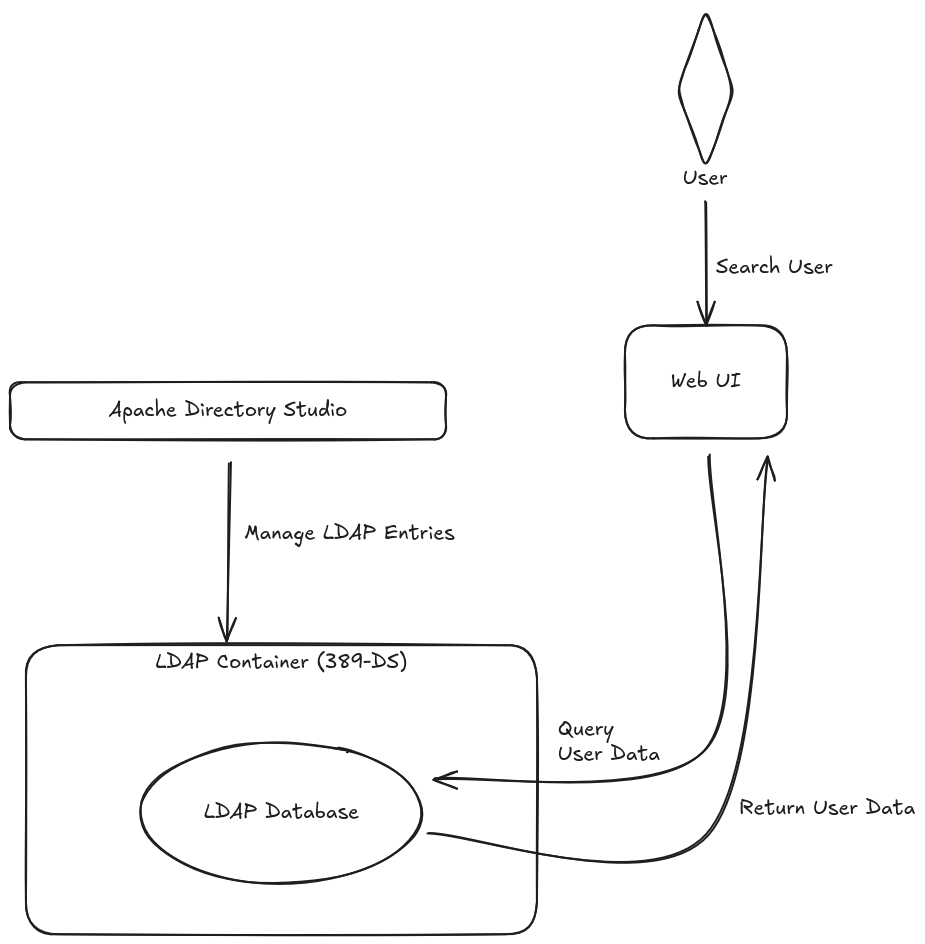 User
Search User
Web UI
Apache Directory Studio
Manage LDAP Entries
LDAP Container (389-DS)
Query
User Data
LDAP Database
Return User Data